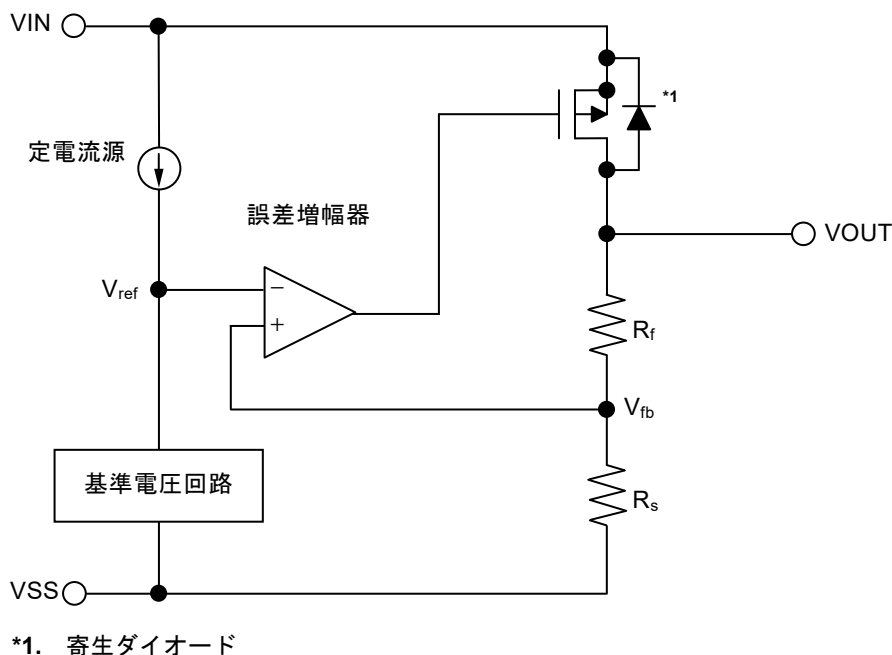 VIN
*1
定電流源
誤差増幅器
VOUT
Vref
−
+
Rf
Vfb
基準電圧回路
Rs
VSS
*1. 寄生ダイオード